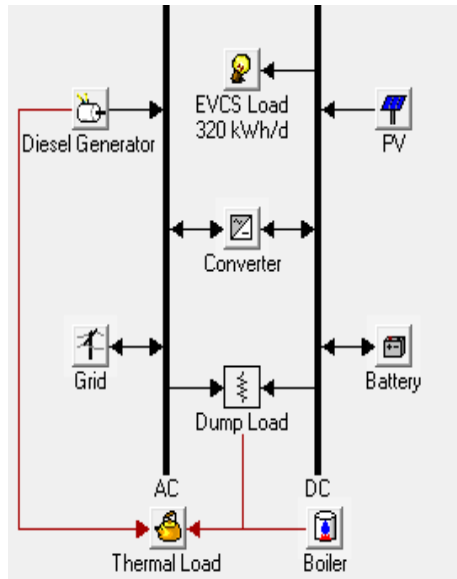 EVCS Load
320 kWh/d
Diesel Generator
PV
Converter
Grid
Battery
Dump Load
AC
DC
Thermal Load
Boiler